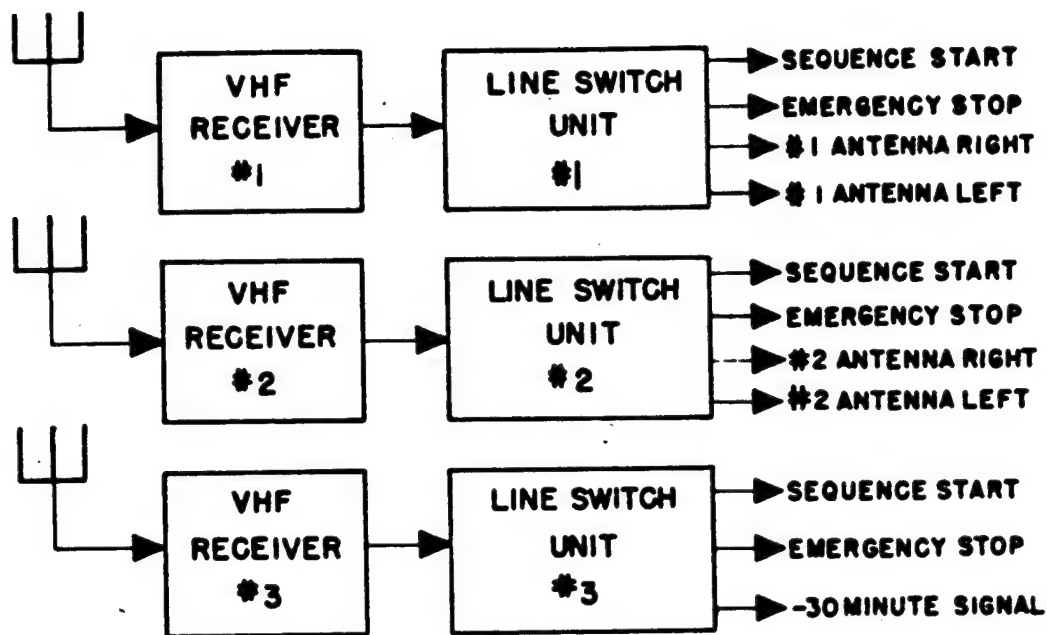 VHF
RECEIVER
#1
LINE SWITCH
UNIT
#1
SEQUENCE START
EMERGENCY STOP
#1 ANTENNA RIGHT
#1 ANTENNA LEFT
VHF
RECEIVER
#2
LINE SWITCH
UNIT
#2
SEQUENCE START
EMERGENCY STOP
#2 ANTENNA RIGHT
#2 ANTENNA LEFT
VHF
RECEIVER
#3
LINE SWITCH
UNIT
#3
SEQUENCE START
EMERGENCY STOP
-30 MINUTE SIGNAL